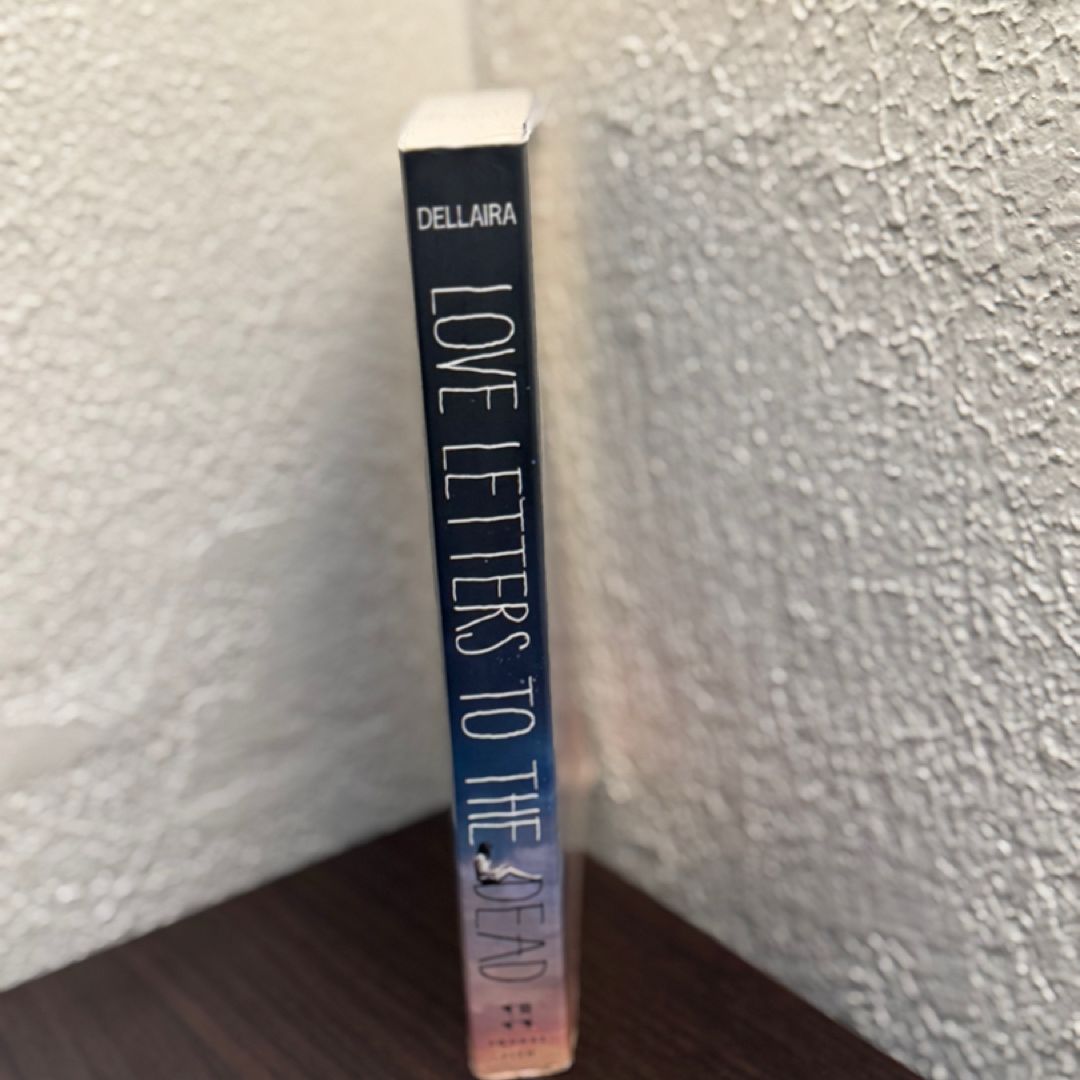 DELLAIRA
LOVE LETTERS TO THE DEAD